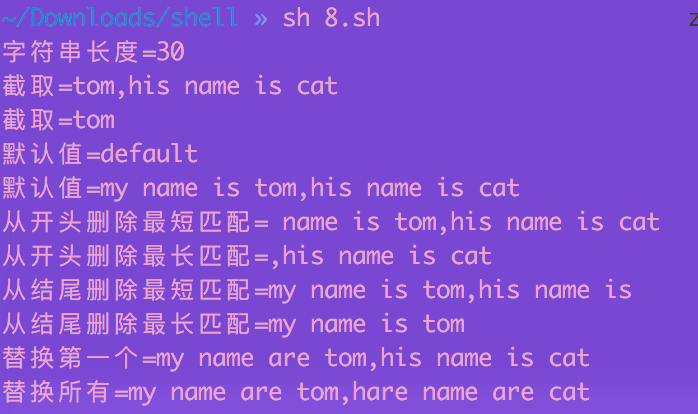 ~/Downloads/shell » sh 8.sh
字符串长度=30
截取=tom,his name is cat
截取=tom
默认值=default
默认值=my name is tom,his name is cat
从开头删除最短匹配= name is tom,his name is cat
从开头删除最长匹配=,his name is cat
从结尾删除最短匹配=my name is tom,his name is
从结尾删除最长匹配=my name is tom
替换第一个=my name are tom,his name is cat
替换所有=my name are tom,hare name are cat